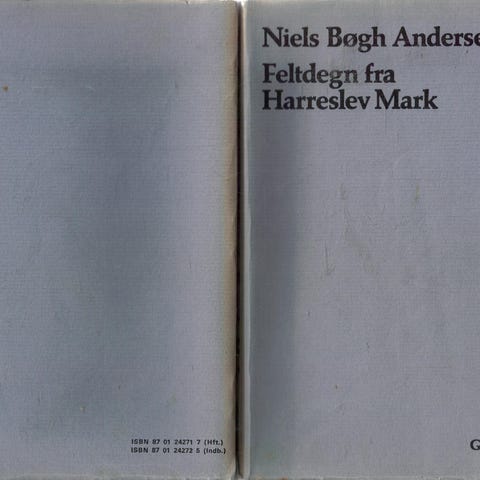 Niels Bøgh Anderse
Feltdegn fra
Harreslev Mark
ISBN 87 01 24271 7 (Hft.)
ISBN 87 01 24272 5 (Indb.)
G